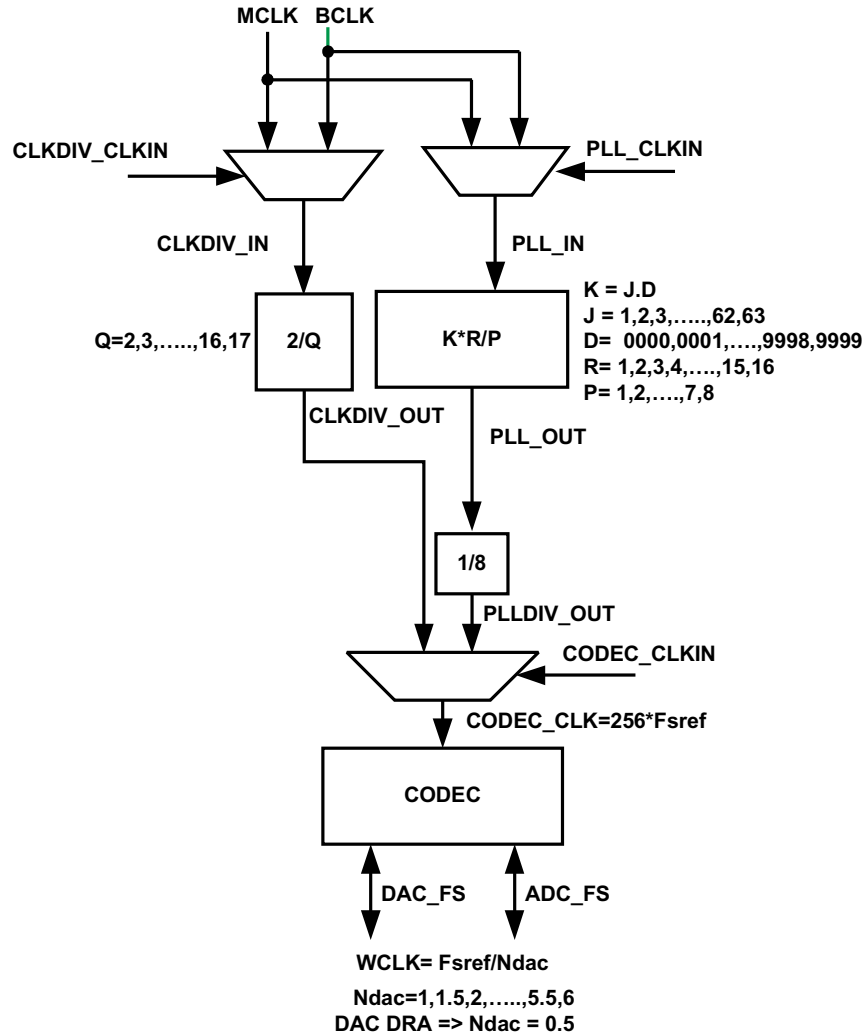 MCLK BCLK
CLKDIV_CLKIN
PLL_CLKIN
CLKDIV_IN
PLL_IN
Q=2,3,.....,16,17
2/Q
K*R/P
K = J.D
J = 1,2,3,.....,62,63
D= 0000,0001,....,9998,9999
R= 1,2,3,4,....,15,16
P= 1,2,....,7,8
CLKDIV_OUT
PLL_OUT
1/8
PLLDIV_OUT
CODEC_CLKIN
CODEC_CLK=256*Fsref
CODEC
DAC_FS
ADC_FS
WCLK= Fsref/Ndac
Ndac=1,1.5,2,.....,5.5,6
DAC DRA => Ndac = 0.5